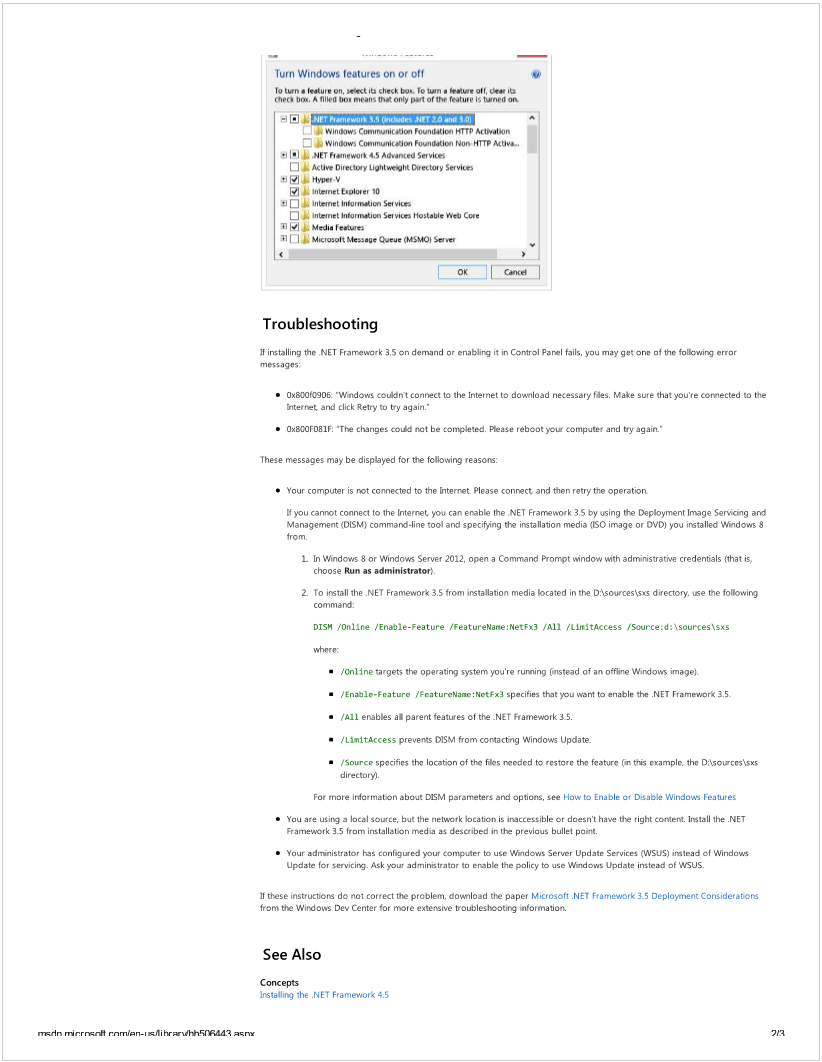 Turn Windows features on or off
To turn a feature on, select its check box. To turn a feature off, clear its
check box. A filled box means that only part of the feature is turned on.
.NET Framework 3.5 (includes .NET 2.0 and 3.0)
Windows Communication Foundation HTTP Activation
Windows Communication Foundation Non-HTTP Activa...
.NET Framework 4.5 Advanced Services
Active Directory Lightweight Directory Services
Hyper-V
Internet Explorer 10
Internet Information Services
Internet Information Services Hostable Web Core
Media Features
Microsoft Message Queue (MSMO) Server
OK Cancel
Troubleshooting
If installing the .NET Framework 3.5 on demand or enabling it in Control Panel fails, you may get one of the following error
messages:
• 0x800f0906: "Windows couldn't connect to the Internet to download necessary files. Make sure that you're connected to the
Internet, and click Retry to try again."
• 0x800F081F: "The changes could not be completed. Please reboot your computer and try again."
These messages may be displayed for the following reasons:
• Your computer is not connected to the Internet. Please connect, and then retry the operation.
If you cannot connect to the Internet, you can enable the .NET Framework 3.5 by using the Deployment Image Servicing and
Management (DISM) command-line tool and specifying the installation media (ISO image or DVD) you installed Windows 8
from.
1. In Windows 8 or Windows Server 2012, open a Command Prompt window with administrative credentials (that is,
choose Run as administrator).
2. To install the .NET Framework 3.5 from installation media located in the D:\sources\sxs directory, use the following
command:
DISM /Online /Enable-Feature /FeatureName:NetFx3 /All /LimitAccess /Source:d:\sources\sxs
where:
▪ /Online targets the operating system you're running (instead of an offline Windows image).
▪ /Enable-Feature /FeatureName:NetFx3 specifies that you want to enable the .NET Framework 3.5.
▪ /All enables all parent features of the .NET Framework 3.5.
▪ /LimitAccess prevents DISM from contacting Windows Update.
▪ /Source specifies the location of the files needed to restore the feature (in this example, the D:\sources\sxs
directory).
For more information about DISM parameters and options, see How to Enable or Disable Windows Features
• You are using a local source, but the network location is inaccessible or doesn't have the right content. Install the .NET
Framework 3.5 from installation media as described in the previous bullet point.
• Your administrator has configured your computer to use Windows Server Update Services (WSUS) instead of Windows
Update for servicing. Ask your administrator to enable the policy to use Windows Update instead of WSUS.
If these instructions do not correct the problem, download the paper Microsoft .NET Framework 3.5 Deployment Considerations
from the Windows Dev Center for more extensive troubleshooting information.
See Also
Concepts
Installing the .NET Framework 4.5
msdn.microsoft.com/en-us/library/hh506443.aspx 2/3